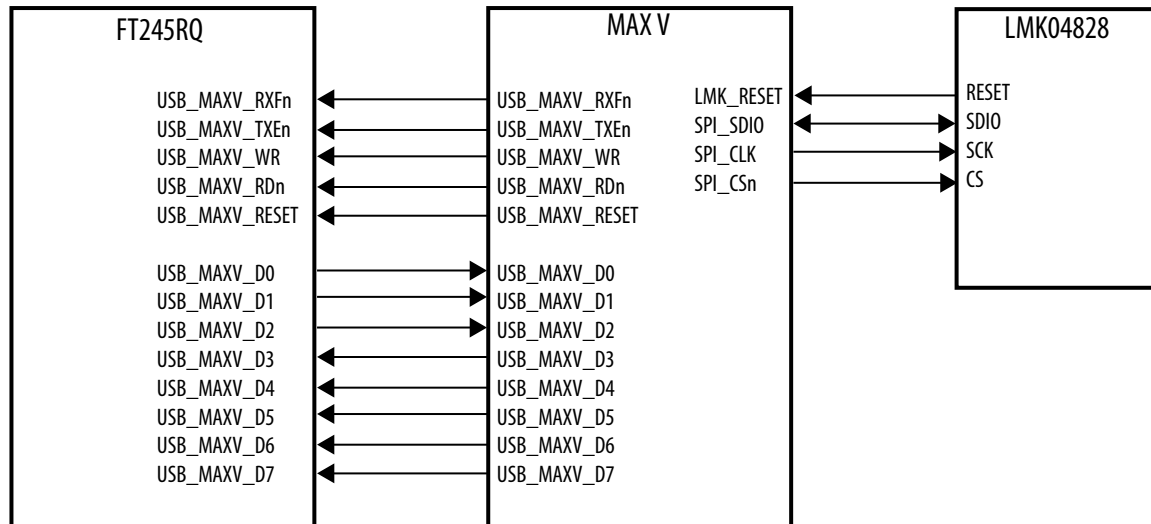 FT245RQ
USB_MAXV_RXFn
USB_MAXV_TXEn
USB_MAXV_WR
USB_MAXV_RDn
USB_MAXV_RESET
USB_MAXV_D0
USB_MAXV_D1
USB_MAXV_D2
USB_MAXV_D3
USB_MAXV_D4
USB_MAXV_D5
USB_MAXV_D6
USB_MAXV_D7
MAX V
USB_MAXV_RXFn
USB_MAXV_TXEn
USB_MAXV_WR
USB_MAXV_RDn
USB_MAXV_RESET
USB_MAXV_D0
USB_MAXV_D1
USB_MAXV_D2
USB_MAXV_D3
USB_MAXV_D4
USB_MAXV_D5
USB_MAXV_D6
USB_MAXV_D7
LMK_RESET
SPI_SDIO
SPI_CLK
SPI_CSn
LMK04828
RESET
SDIO
SCK
CS